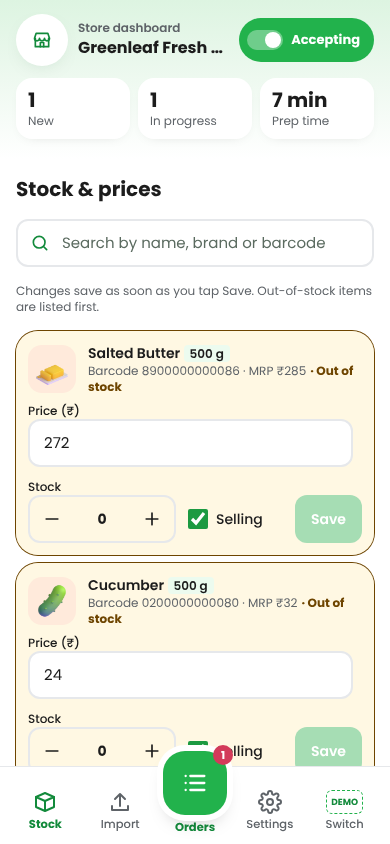 Store dashboard
Greenleaf Fresh ...
Accepting
1
New
1
In progress
7 min
Prep time
Stock & prices
Search by name, brand or barcode
Changes save as soon as you tap Save. Out-of-stock items
are listed first.
Salted Butter 500 g
Barcode 8900000000086 · MRP ₹285 · Out of
stock
Price (₹)
272
Stock
0
Selling
Save
Cucumber 500 g
Barcode 0200000000080 · MRP ₹32 · Out of
stock
Price (₹)
24
Stock
0
lling
Save
1
Stock
Import
Orders
Settings
DEMO
Switch